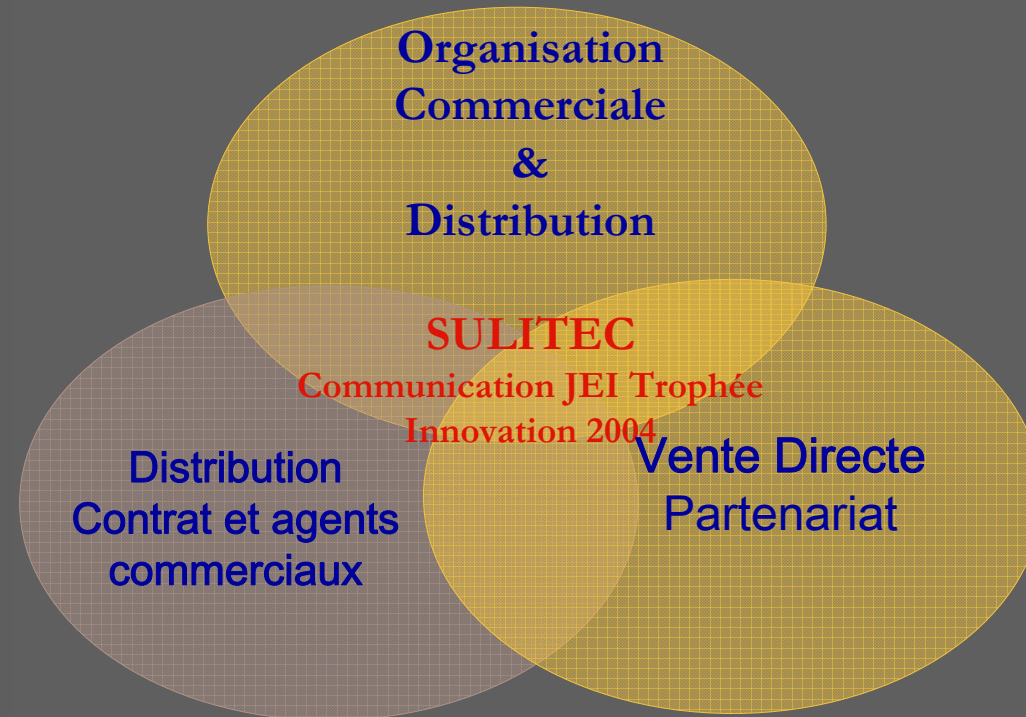 Organisation
Commerciale
&
Distribution
SULITEC
Communication JEI Trophée
Innovation 2004
Distribution
Contrat et agents
commerciaux
Vente Directe
Partenariat